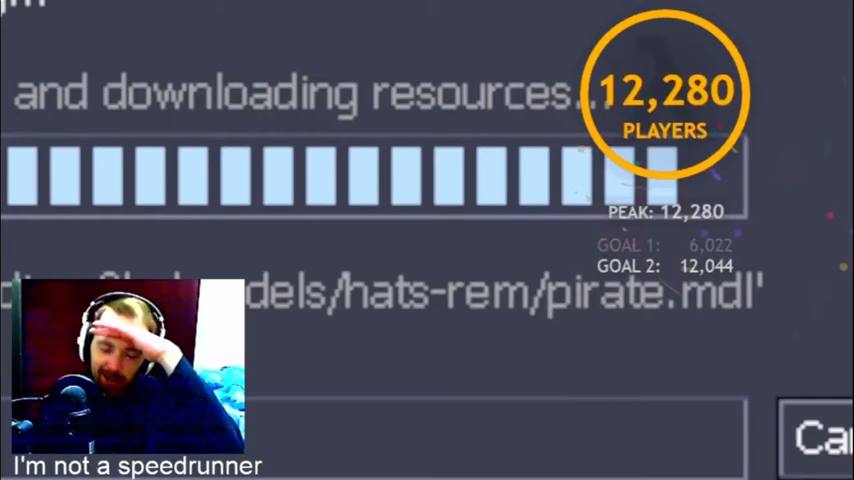 and downloading resources...
12,280
PLAYERS
PEAK: 12,280
GOAL 1: 6,022
GOAL 2: 12,044
dels/hats-rem/pirate.mdl'
I'm not a speedrunner